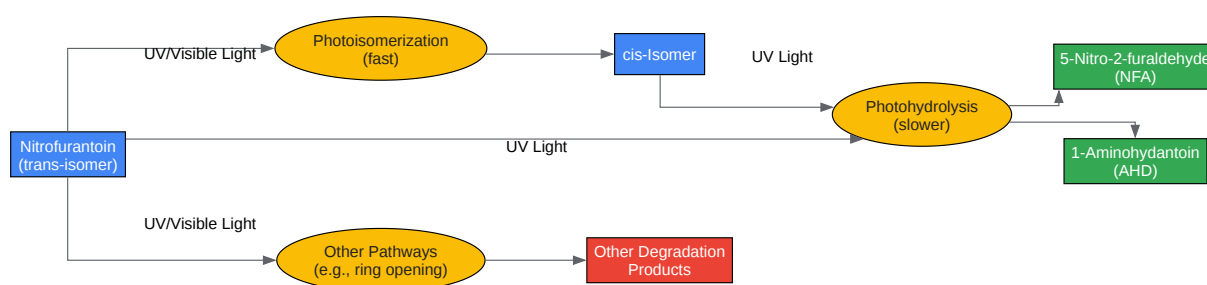 UV/Visible Light
Photoisomerization
(fast)
cis-Isomer
UV Light
5-Nitro-2-furaldehyde
(NFA)
Photohydrolysis
(slower)
Nitrofurantoin
(trans-isomer)
UV Light
1-Aminohydantoin
(AHD)
UV/Visible Light
Other Pathways
(e.g., ring opening)
Other Degradation
Products